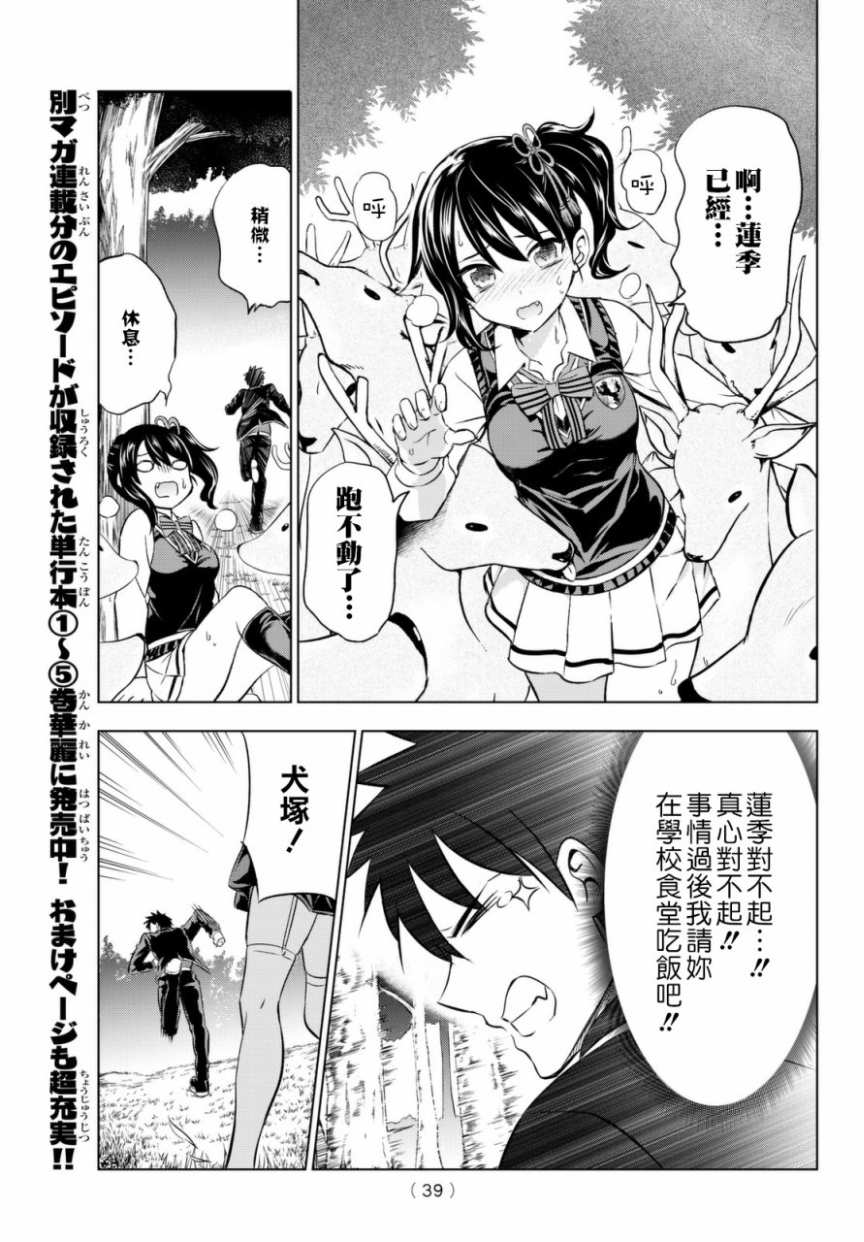 啊…蓮季
已經…
呼
呼
跑不動了…
稍微…
休息…
蓮季對不起…!!
真心對不起!!
事情過後我請妳
在學校食堂吃飯吧!!
犬塚!
別マガ連載分のエピソードが収録された単行本①~⑤巻華麗に発売中! おまけページも超充実!!
べつ れんさいぶん しゅうろく たんこうぼん かん かれい はつばいちゅう ちょうじゅうじつ
(39)